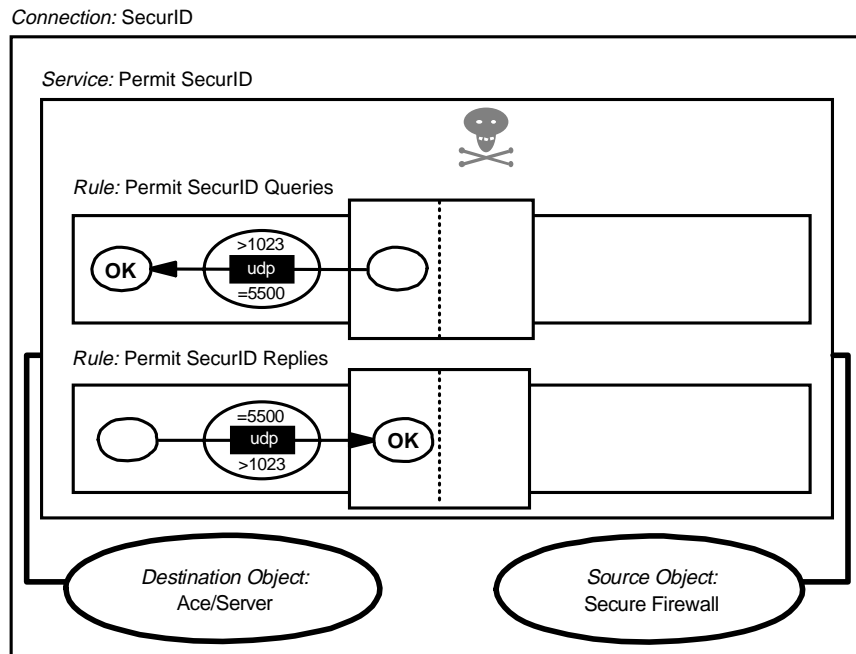 Connection: SecurID
Service: Permit SecurID
Rule: Permit SecurID Queries
>1023
OK
udp
=5500
Rule: Permit SecurID Replies
=5500
udp
OK
>1023
Destination Object:
Ace/Server
Source Object:
Secure Firewall